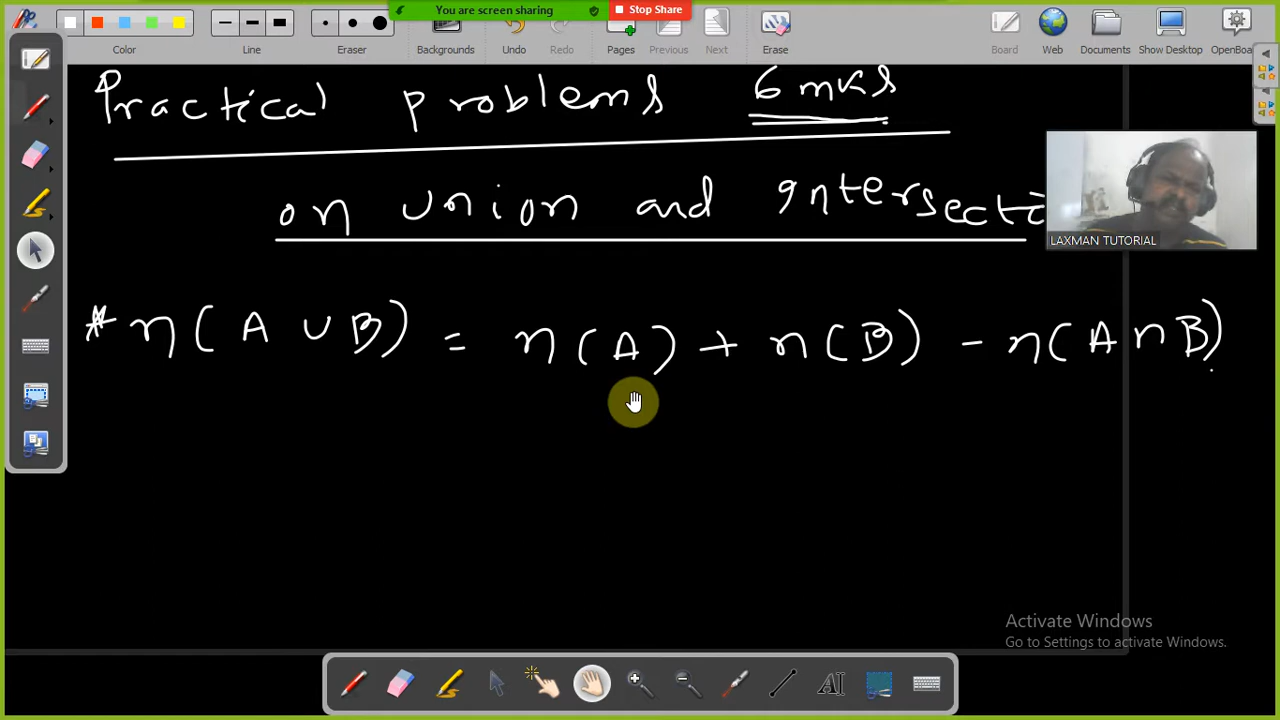 You are screen sharing Stop Share
Color Line Eraser Backgrounds Undo Redo Pages Previous Next Erase Board Web Documents Show Desktop OpenBoa
Practical problems 6 mks
on union and intersecti
LAXMAN TUTORIAL
* n(A ∪ B) = n(A) + n(B) - n(A ∩ B)
Activate Windows
Go to Settings to activate Windows.